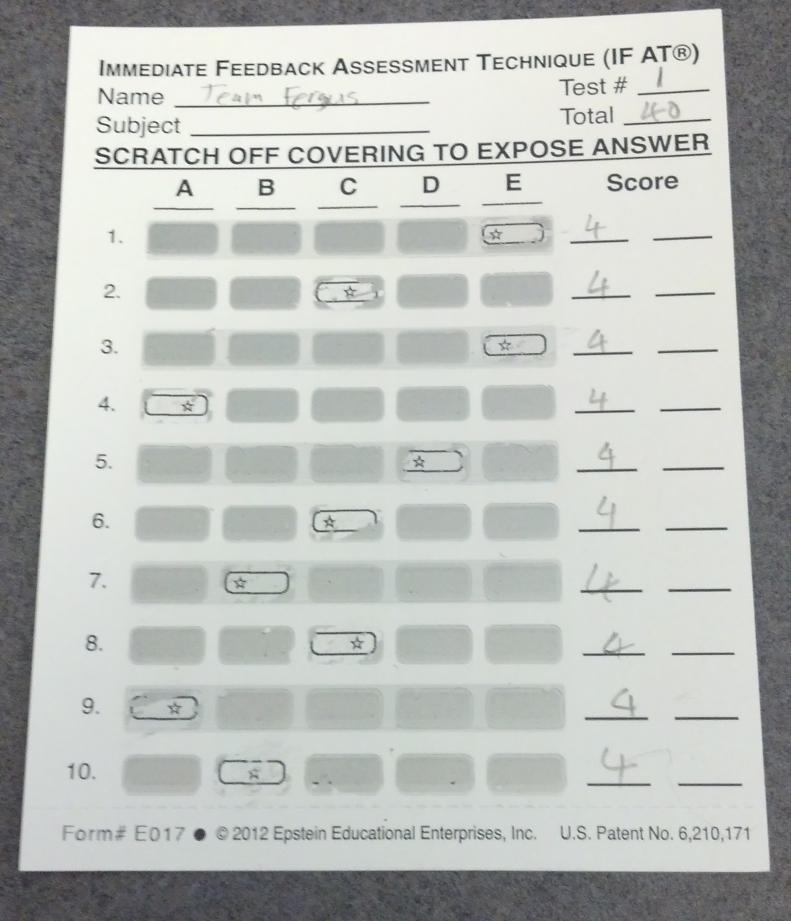 IMMEDIATE FEEDBACK ASSESSMENT TECHNIQUE (IF AT®)
Name Team Fergus Test # 1
Subject Total 40
SCRATCH OFF COVERING TO EXPOSE ANSWER
A B C D E Score
1. ☆ 4
2. ☆ 4
3. ☆ 4
4. ☆ 4
5. ☆ 4
6. ☆ 4
7. ☆ 4
8. ☆ 4
9. ☆ 4
10. ☆ 4
Form# E017 ● © 2012 Epstein Educational Enterprises, Inc. U.S. Patent No. 6,210,171